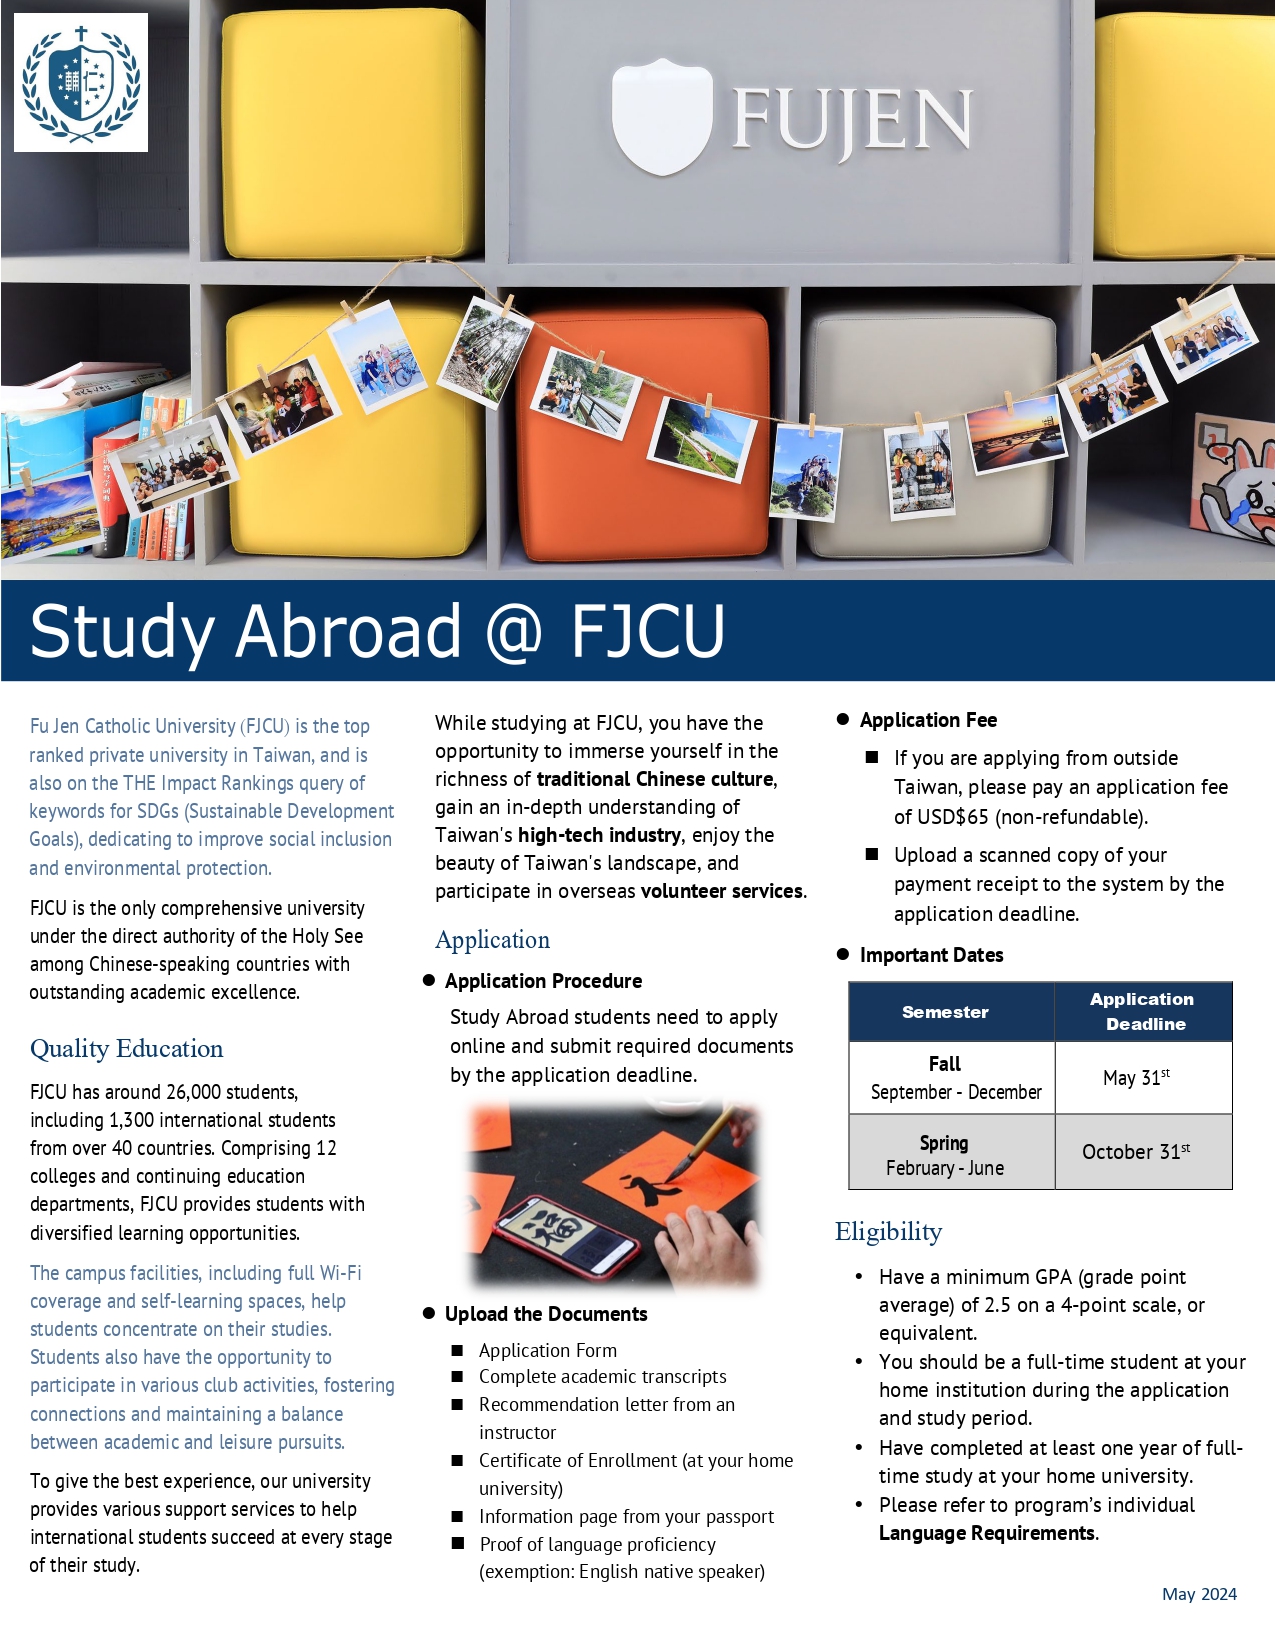 輔仁
FUJEN
Study Abroad @ FJCU
Fu Jen Catholic University (FJCU) is the top
ranked private university in Taiwan, and is
also on the THE Impact Rankings query of
keywords for SDGs (Sustainable Development
Goals), dedicating to improve social inclusion
and environmental protection.
FJCU is the only comprehensive university
under the direct authority of the Holy See
among Chinese-speaking countries with
outstanding academic excellence.
Quality Education
FJCU has around 26,000 students,
including 1,300 international students
from over 40 countries. Comprising 12
colleges and continuing education
departments, FJCU provides students with
diversified learning opportunities.
The campus facilities, including full Wi-Fi
coverage and self-learning spaces, help
students concentrate on their studies.
Students also have the opportunity to
participate in various club activities, fostering
connections and maintaining a balance
between academic and leisure pursuits.
To give the best experience, our university
provides various support services to help
international students succeed at every stage
of their study.
While studying at FJCU, you have the
opportunity to immerse yourself in the
richness of traditional Chinese culture,
gain an in-depth understanding of
Taiwan's high-tech industry, enjoy the
beauty of Taiwan's landscape, and
participate in overseas volunteer services.
Application
● Application Procedure
Study Abroad students need to apply
online and submit required documents
by the application deadline.
福
● Upload the Documents
■ Application Form
■ Complete academic transcripts
■ Recommendation letter from an
instructor
■ Certificate of Enrollment (at your home
university)
■ Information page from your passport
■ Proof of language proficiency
(exemption: English native speaker)
● Application Fee
■ If you are applying from outside
Taiwan, please pay an application fee
of USD$65 (non-refundable).
■ Upload a scanned copy of your
payment receipt to the system by the
application deadline.
● Important Dates
Semester
Application
Deadline
Fall
September - December
May 31st
Spring
February - June
October 31st
Eligibility
• Have a minimum GPA (grade point
average) of 2.5 on a 4-point scale, or
equivalent.
• You should be a full-time student at your
home institution during the application
and study period.
• Have completed at least one year of full-
time study at your home university.
• Please refer to program’s individual
Language Requirements.
May 2024